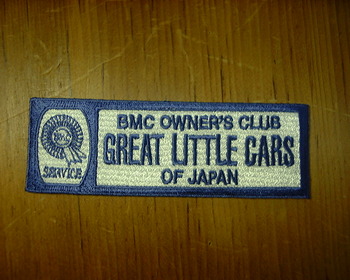 BMC OWNER'S CLUB
GREAT LITTLE CARS
OF JAPAN
BMC
SERVICE